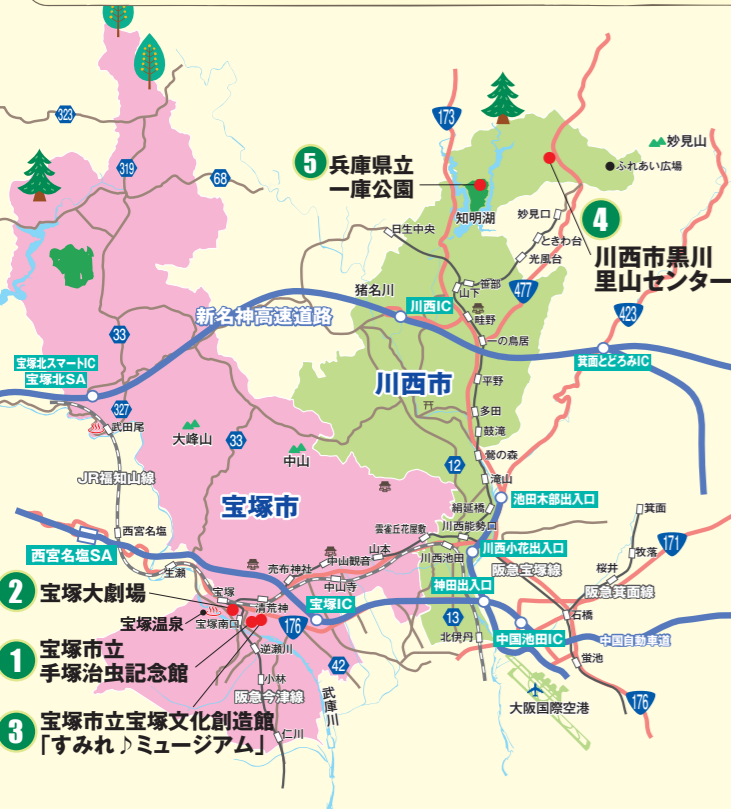 323
319
68
173
妙見山
ふれあい広場
5 兵庫県立
一庫公園
知明湖
妙見口
4
川西市黒川
里山センター
日生中央
ときわ台
光風台
笹部
山下
477
猪名川
川西IC
畦野
423
新名神高速道路
一の鳥居
箕面とどろみIC
33
宝塚北スマートIC
宝塚北SA
川西市
平野
327
武田尾
多田
大峰山
33
鼓滝
中山
鶯の森
12
JR福知山線
滝山
宝塚市
絹延橋
池田木部出入口
箕面
雲雀丘花屋敷
川西能勢口
西宮名塩
171
山本
西宮名塩SA
中山観音
川西池田
川西小花出入口
牧落
生瀬
売布神社
阪急宝塚線
桜井
中山寺
神田出入口
阪急箕面線
2 宝塚大劇場
宝塚
清荒神
宝塚IC
石橋
宝塚温泉
宝塚南口
176
13
北伊丹
中国池田IC
中国自動車道
1 宝塚市立
手塚治虫記念館
逆瀬川
42
蛍池
小林
阪急今津線
武庫川
大阪国際空港
176
3 宝塚市立宝塚文化創造館
「すみれ♪ミュージアム」
仁川